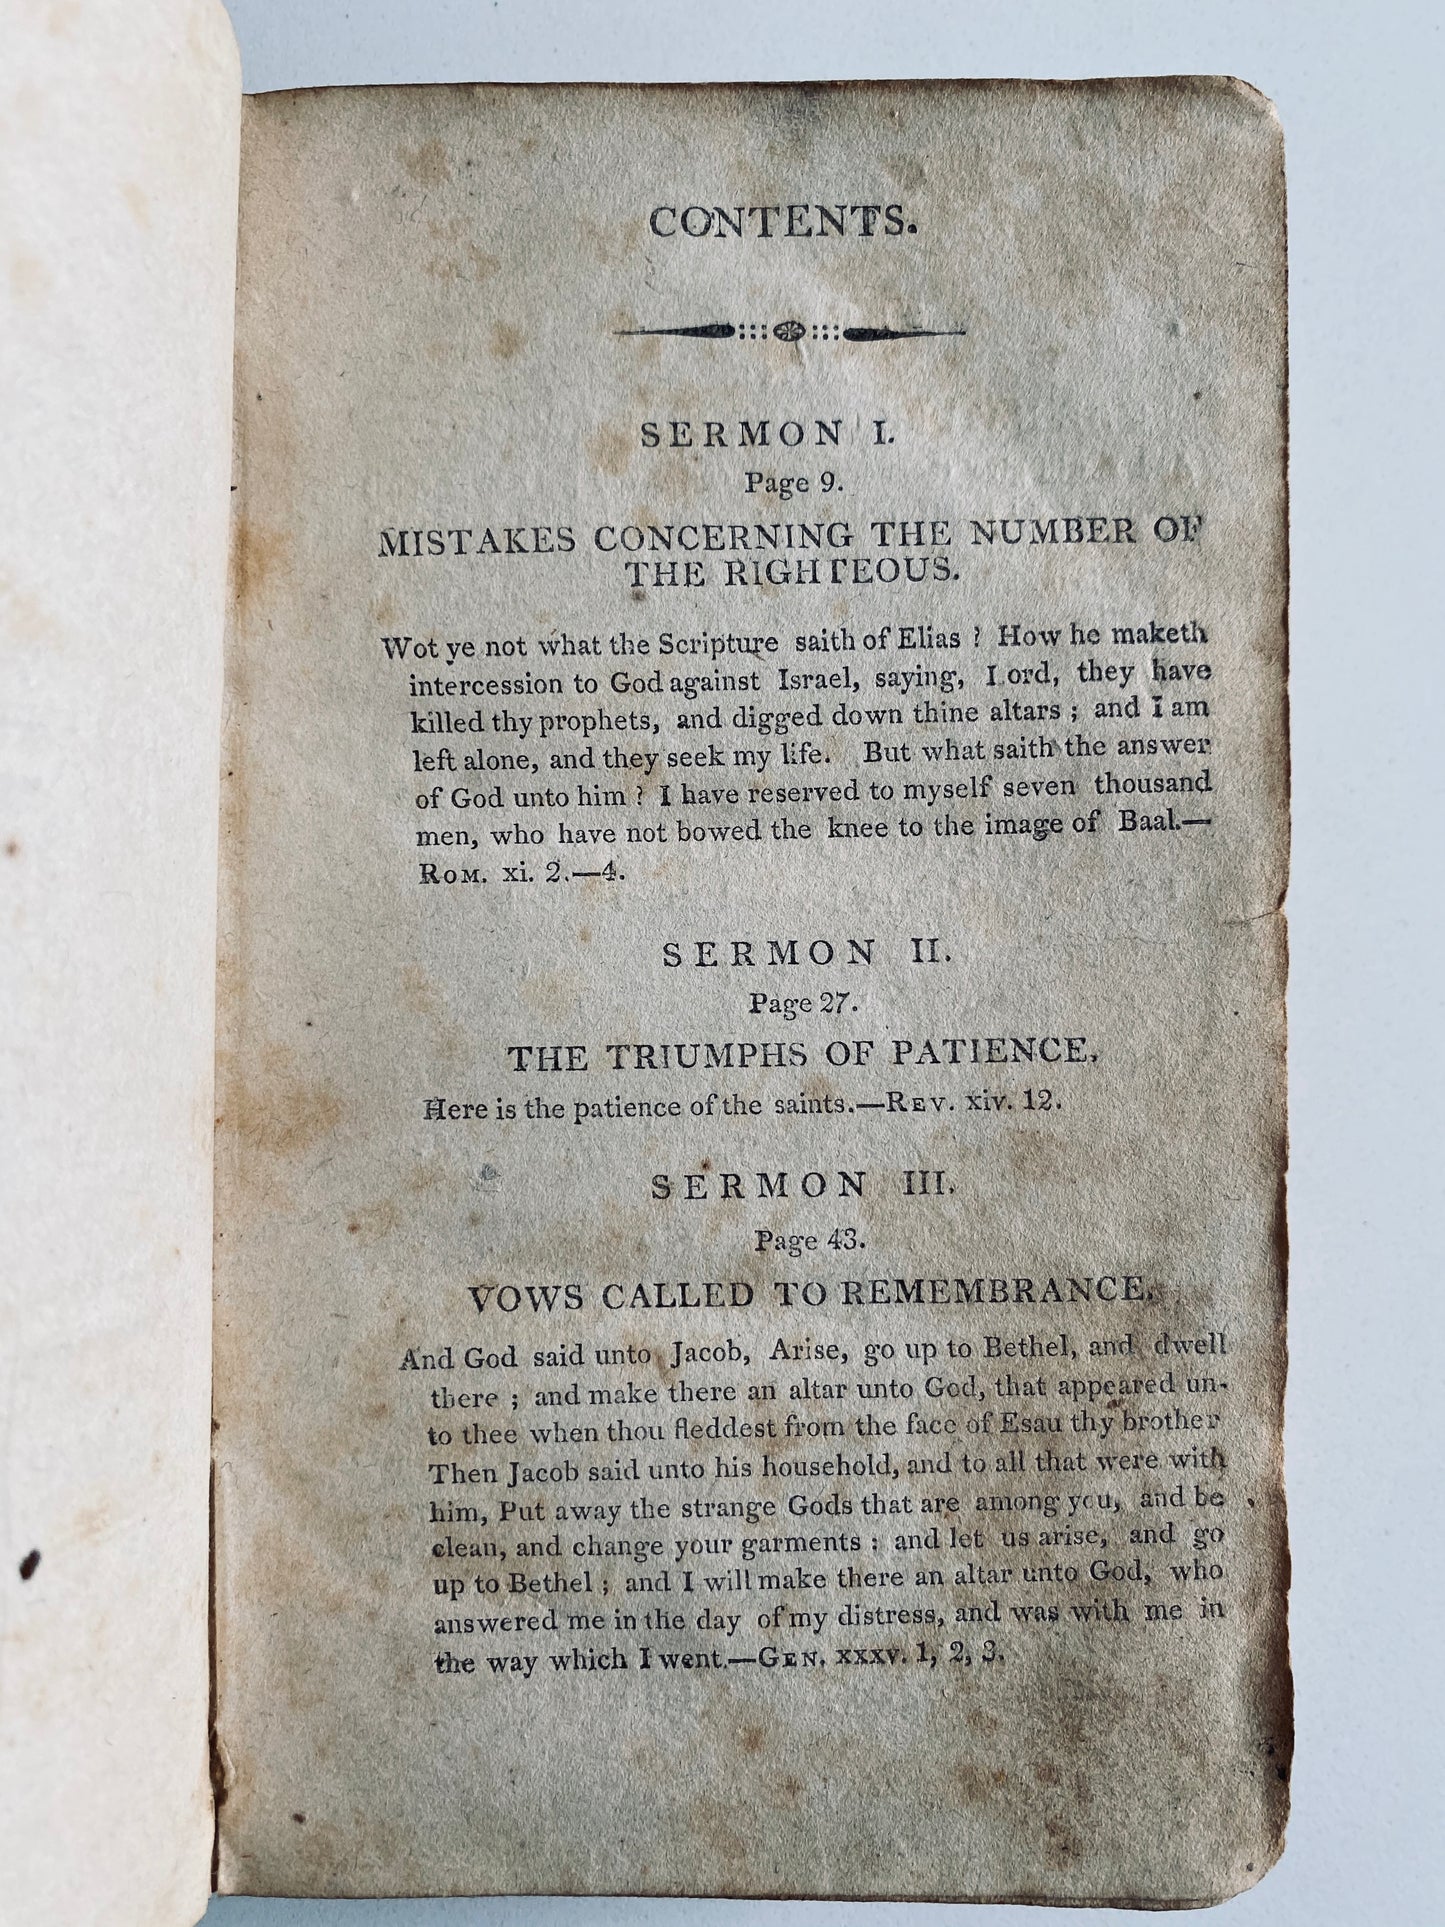 CONTENTS.
SERMON I.
Page 9.
MISTAKES CONCERNING THE NUMBER OF
THE RIGHTEOUS.
Wot ye not what the Scripture saith of Elias ? How he maketh
intercession to God against Israel, saying, Lord, they have
killed thy prophets, and digged down thine altars ; and I am
left alone, and they seek my life. But what saith the answer
of God unto him ? I have reserved to myself seven thousand
men, who have not bowed the knee to the image of Baal.—
ROM. xi. 2.—4.
SERMON II.
Page 27.
THE TRIUMPHS OF PATIENCE.
Here is the patience of the saints.—REV. xiv. 12.
SERMON III.
Page 43.
VOWS CALLED TO REMEMBRANCE.
And God said unto Jacob, Arise, go up to Bethel, and dwell
there ; and make there an altar unto God, that appeared un-
to thee when thou fleddest from the face of Esau thy brother
Then Jacob said unto his household, and to all that were with
him, Put away the strange Gods that are among you, and be
clean, and change your garments : and let us arise, and go
up to Bethel ; and I will make there an altar unto God, who
answered me in the day of my distress, and was with me in
the way which I went.—GEN. xxxv. 1, 2, 3.